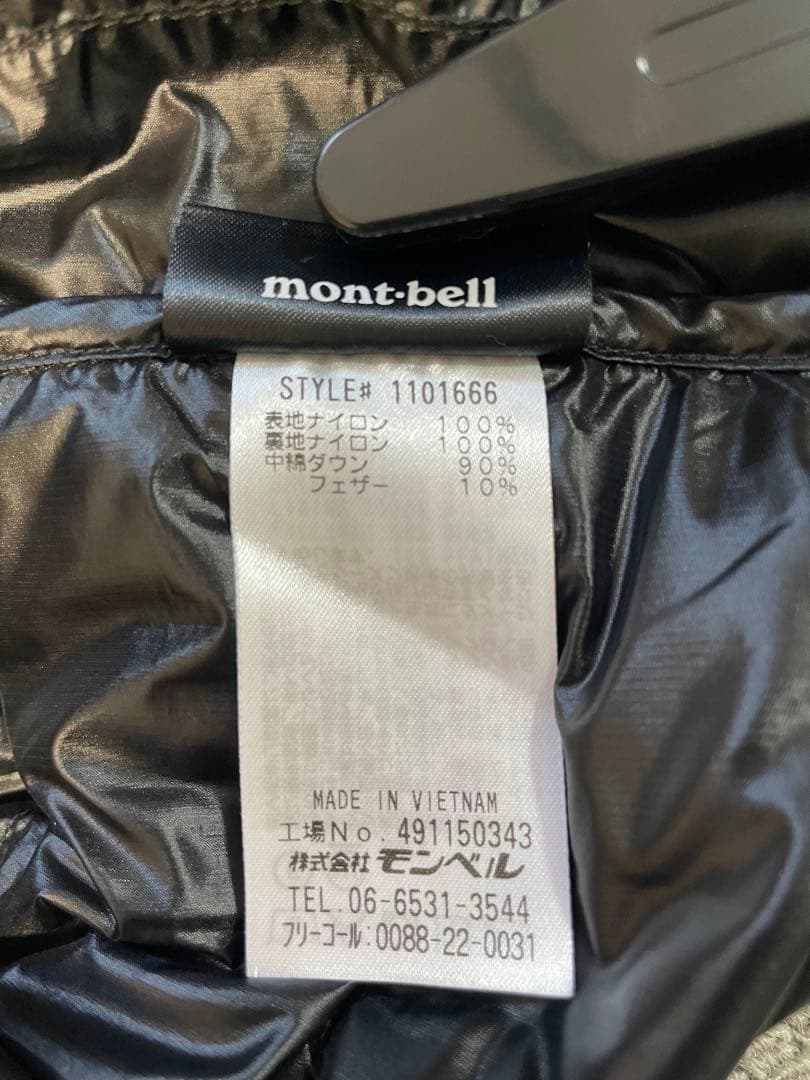 mont-bell
STYLE# 1101666
表地ナイロン 100%
裏地ナイロン 100%
中綿ダウン 90%
フェザー 10%
MADE IN VIETNAM
工場No. 491150343
株式会社 モンベル
TEL.06-6531-3544
フリーコール:0088-22-0031